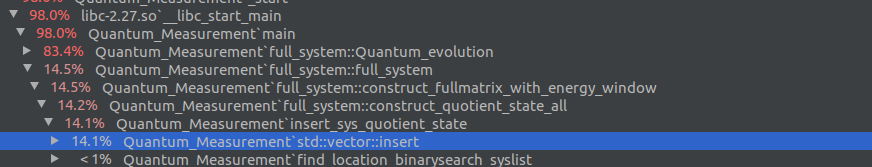 98.0% Quantum_Measurement`_start
98.0% libc-2.27.so`__libc_start_main
98.0% Quantum_Measurement`main
83.4% Quantum_Measurement`full_system::Quantum_evolution
14.5% Quantum_Measurement`full_system::full_system
14.5% Quantum_Measurement`full_system::construct_fullmatrix_with_energy_window
14.2% Quantum_Measurement`full_system::construct_quotient_state_all
14.1% Quantum_Measurement`insert_sys_quotient_state
14.1% Quantum_Measurement`std::vector::insert
<1% Quantum_Measurement`find_location_binarysearch_syslist